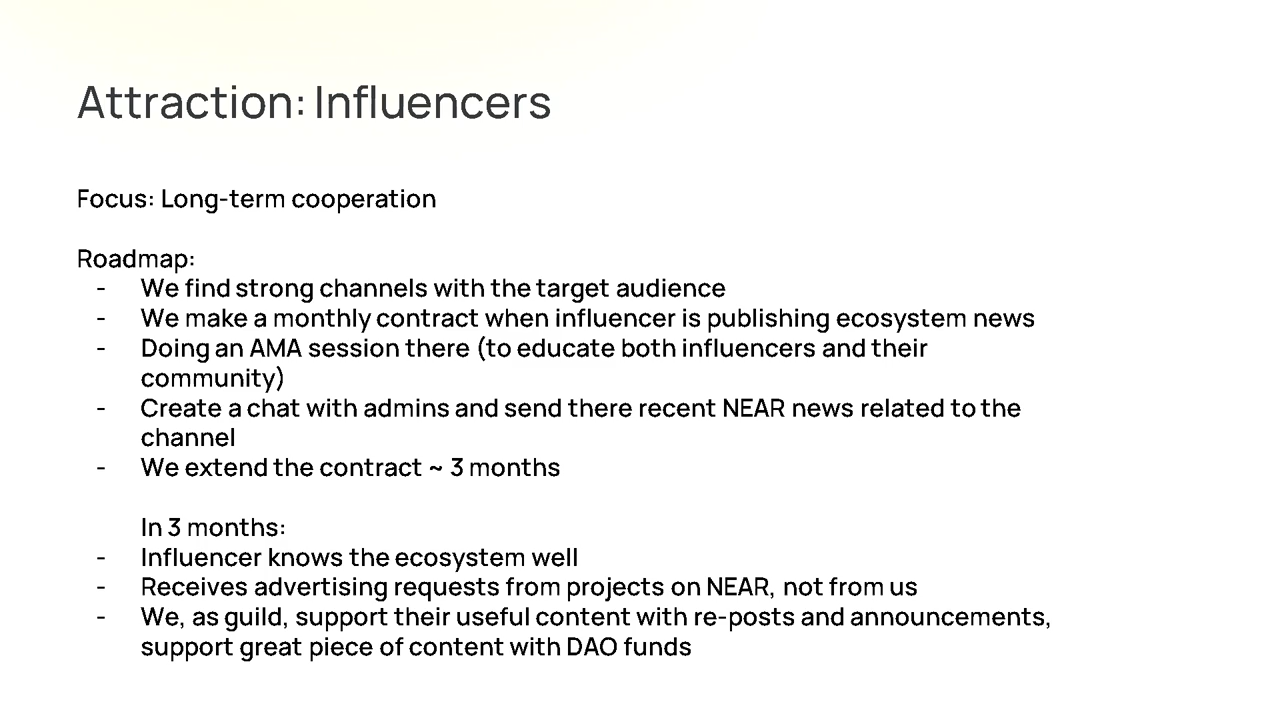 Attraction: Influencers
Focus: Long-term cooperation
Roadmap:
- We find strong channels with the target audience
- We make a monthly contract when influencer is publishing ecosystem news
- Doing an AMA session there (to educate both influencers and their
community)
- Create a chat with admins and send there recent NEAR news related to the
channel
- We extend the contract ~ 3 months
In 3 months:
- Influencer knows the ecosystem well
- Receives advertising requests from projects on NEAR, not from us
- We, as guild, support their useful content with re-posts and announcements,
support great piece of content with DAO funds